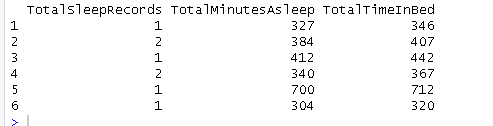 TotalSleepRecords TotalMinutesAsleep TotalTimeInBed
1 1 327 346
2 2 384 407
3 1 412 442
4 2 340 367
5 1 700 712
6 1 304 320
>